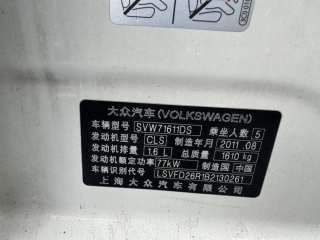 大众汽车(VOLKSWAGEN)
车辆型号 SVW71611DS 乘坐人数 5
发动机型号 CLS 制造年月 2011.08
发动机排量 1.6 L 总质量 1610 kg
发动机额定功率 77kW 制造国 中国
车辆识别代号 LSVFD26R1B2130261
上海大众汽车有限公司